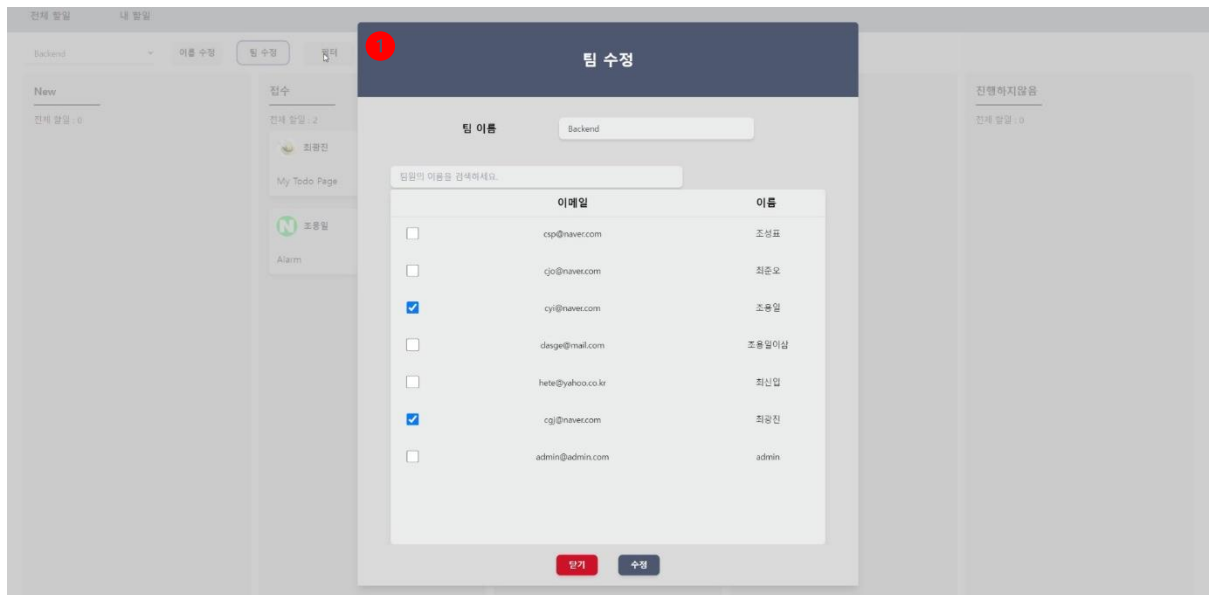 전체 할일 내 할일
Backend 이름 수정 팀 수정 필터
1
팀 수정
New
전체 할일 : 0
접수
전체 할일 : 2
최광진
My Todo Page
조용일
Alarm
진행하지않음
전체 할일 : 0
팀 이름 Backend
팀원의 이름을 검색하세요.
이메일 이름
csp@naver.com 조성표
cjo@naver.com 최준오
cyi@naver.com 조용일
dasge@mail.com 조용일이삼
hete@yahoo.co.kr 최신입
cgj@naver.com 최광진
admin@admin.com admin
닫기 수정